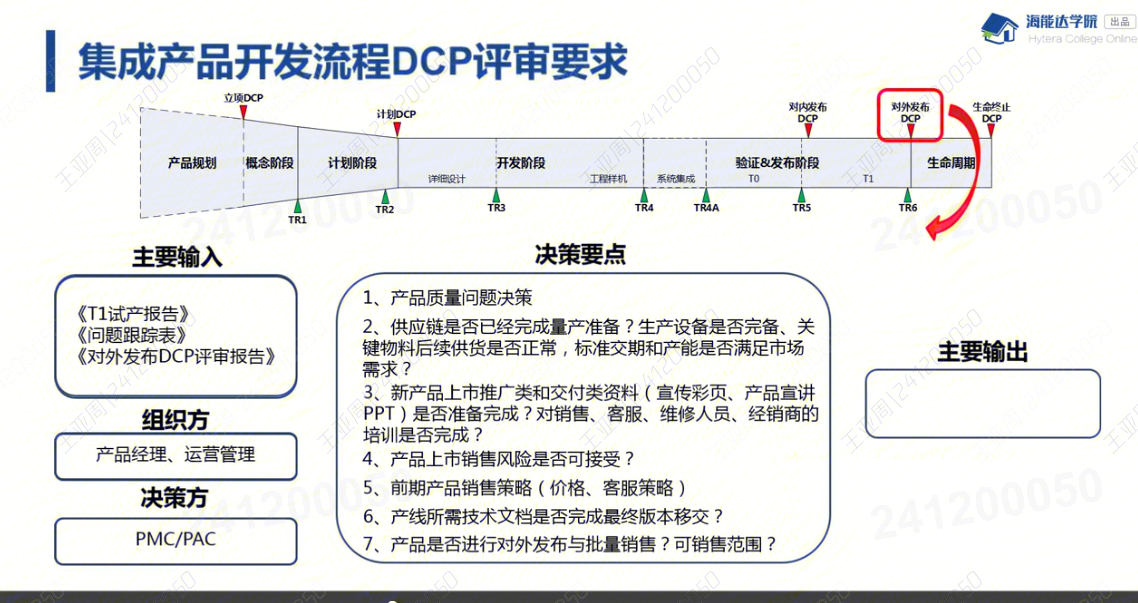 海能达学院 出品
Hytera College Online
集成产品开发流程DCP评审要求
立项DCP
计划DCP
对内发布
DCP
对外发布
DCP
生命终止
DCP
产品规划
概念阶段
计划阶段
开发阶段
验证&发布阶段
生命周期
详细设计
工程样机
系统集成
T0
T1
TR1
TR2
TR3
TR4
TR4A
TR5
TR6
主要输入
《T1试产报告》
《问题跟踪表》
《对外发布DCP评审报告》
组织方
产品经理、运营管理
决策方
PMC/PAC
决策要点
1、产品质量问题决策
2、供应链是否已经完成量产准备？生产设备是否完备、关
键物料后续供货是否正常，标准交期和产能是否满足市场
需求？
3、新产品上市推广类和交付类资料（宣传彩页、产品宣讲
PPT）是否准备完成？对销售、客服、维修人员、经销商的
培训是否完成？
4、产品上市销售风险是否可接受？
5、前期产品销售策略（价格、客服策略）
6、产线所需技术文档是否完成最终版本移交？
7、产品是否进行对外发布与批量销售？可销售范围？
主要输出
王亚周|241200050
241200050